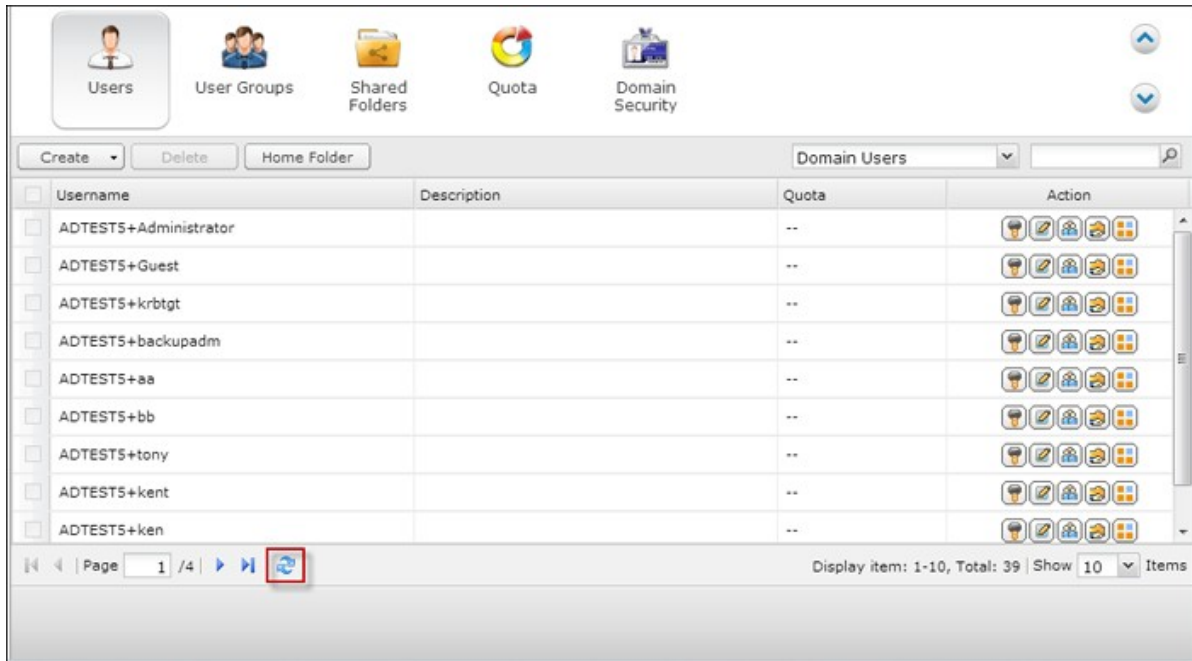 Users
User Groups
Shared
Folders
Quota
Domain
Security
Create Delete Home Folder Domain Users
Username Description Quota Action
ADTEST5+Administrator --
ADTEST5+Guest --
ADTEST5+krbtgt --
ADTEST5+backupadm --
ADTEST5+aa --
ADTEST5+bb --
ADTEST5+tony --
ADTEST5+kent --
ADTEST5+ken --
Page 1 /4 Display item: 1-10, Total: 39 Show 10 Items